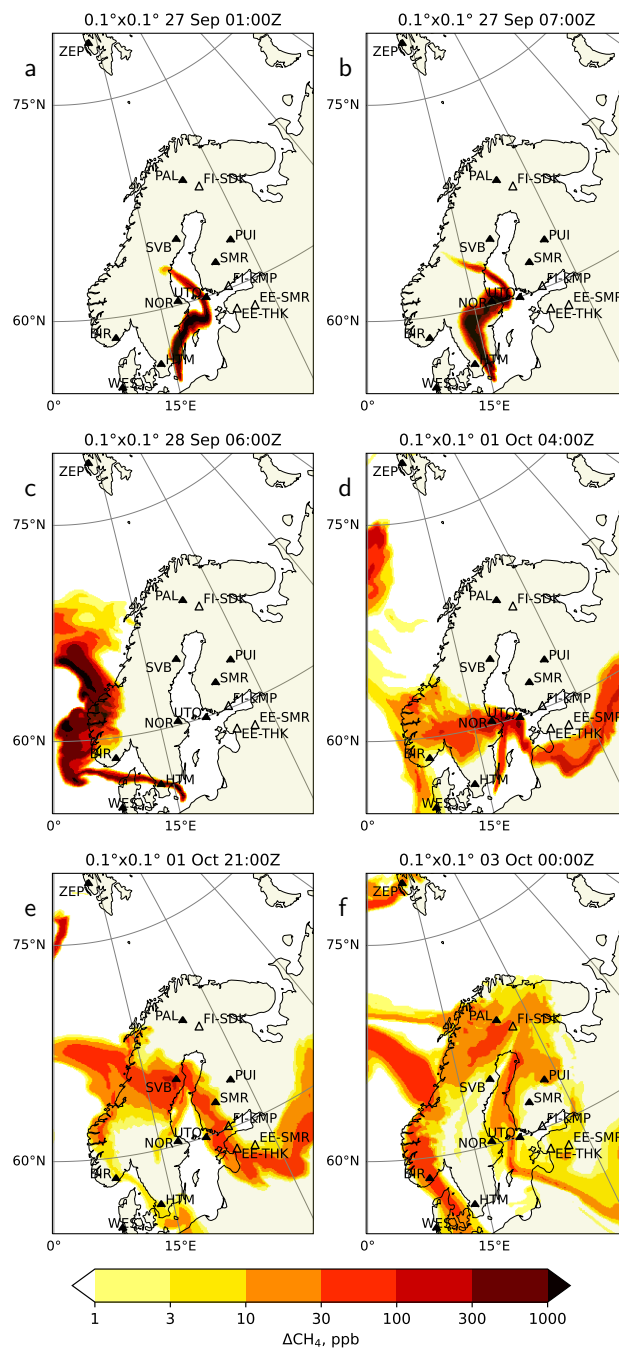 0.1°x0.1° 27 Sep 01:00Z
0.1°x0.1° 27 Sep 07:00Z
a
ZEP
75°N
PAL
FI-SDK
SVB
PUI
SMR
FI-KMP
UTO
NOR
EE-SMR
EE-THK
60°N
BIR
HTM
WES
0°
15°E
b
ZEP
PAL
FI-SDK
SVB
PUI
SMR
FI-KMP
UTO
NOR
EE-SMR
EE-THK
BIR
HTM
WES
0°
15°E
0.1°x0.1° 28 Sep 06:00Z
0.1°x0.1° 01 Oct 04:00Z
c
ZEP
75°N
PAL
FI-SDK
SVB
PUI
SMR
FI-KMP
UTO
NOR
EE-SMR
EE-THK
60°N
BIR
HTM
WES
0°
15°E
d
ZEP
PAL
FI-SDK
SVB
PUI
SMR
FI-KMP
UTO
NOR
EE-SMR
EE-THK
BIR
HTM
WES
0°
15°E
0.1°x0.1° 01 Oct 21:00Z
0.1°x0.1° 03 Oct 00:00Z
e
ZEP
75°N
PAL
FI-SDK
SVB
PUI
SMR
FI-KMP
UTO
NOR
EE-SMR
EE-THK
60°N
BIR
HTM
WES
0°
15°E
f
ZEP
PAL
FI-SDK
SVB
PUI
SMR
FI-KMP
UTO
NOR
EE-SMR
EE-THK
BIR
HTM
WES
0°
15°E
1 3 10 30 100 300 1000
ΔCH₄, ppb